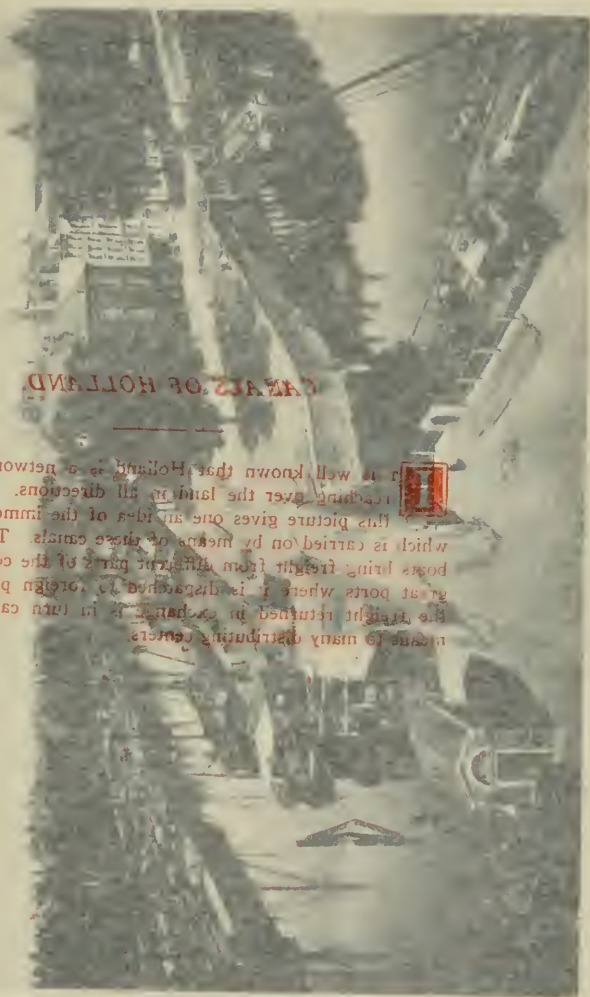 CANALS OF HOLLAND.
I is well known that Holland is a networ
reaching over the land in all directions.
this picture gives one an idea of the imme
which is carried on by means of these canals. T
boats bring freight from different parts of the co
great ports where it is dispatched to foreign p
the freight returned in exchange is in turn ca
means to many distributing centers.